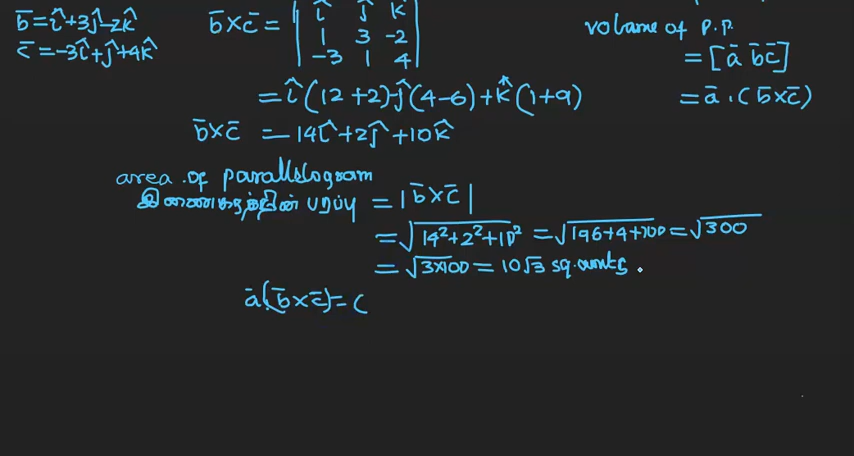 b̄ = î+3ĵ-2k̂
c̄ = -3î+ĵ+4k̂
b̄×c̄ = | î ĵ k̂ |
| 1 3 -2 |
| -3 1 4 |
volume of p.p
= [ā b̄ c̄]
= ā . (b̄×c̄)
= î(12+2)-ĵ(4-6)+k̂(1+9)
b̄×c̄ = 14î+2ĵ+10k̂
area of parallelogram
இணைகரத்தின் பரப்பு = |b̄×c̄|
= √14²+2²+10² = √196+4+100 = √300
= √3×100 = 10√3 sq.units.
ā.(b̄×c̄) = (